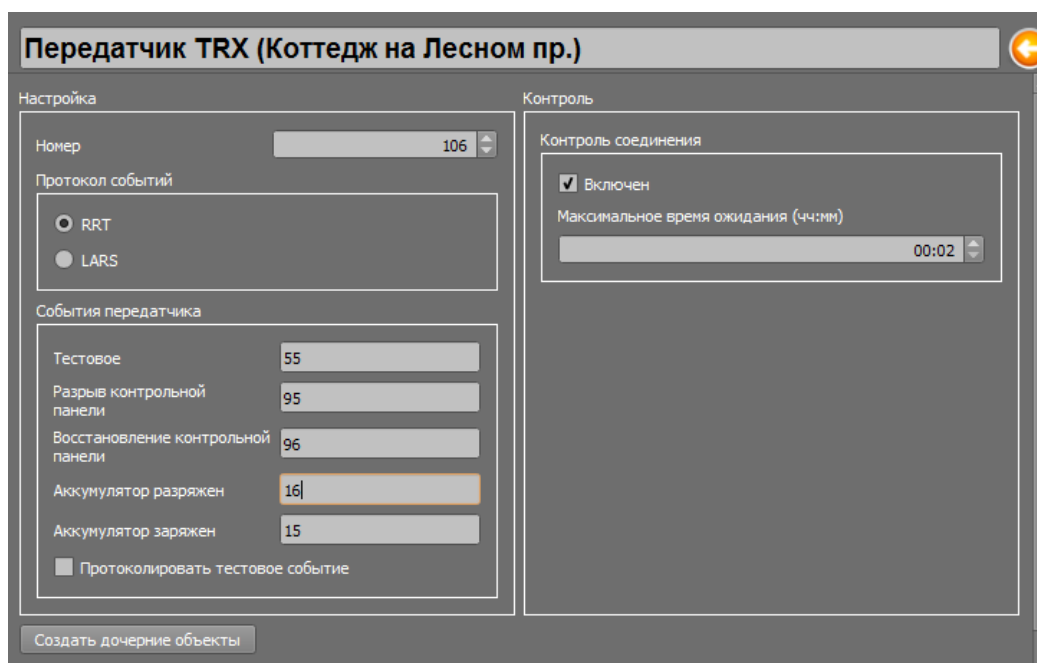 Передатчик TRX (Коттедж на Лесном пр.)
Настройка
Номер
106
Протокол событий
RRT
LARS
События передатчика
Тестовое
55
Разрыв контрольной
панели
95
Восстановление контрольной
панели
96
Аккумулятор разряжен
16
Аккумулятор заряжен
15
Протоколировать тестовое событие
Создать дочерние объекты
Контроль
Контроль соединения
Включен
Максимальное время ожидания (чч:мм)
00:02